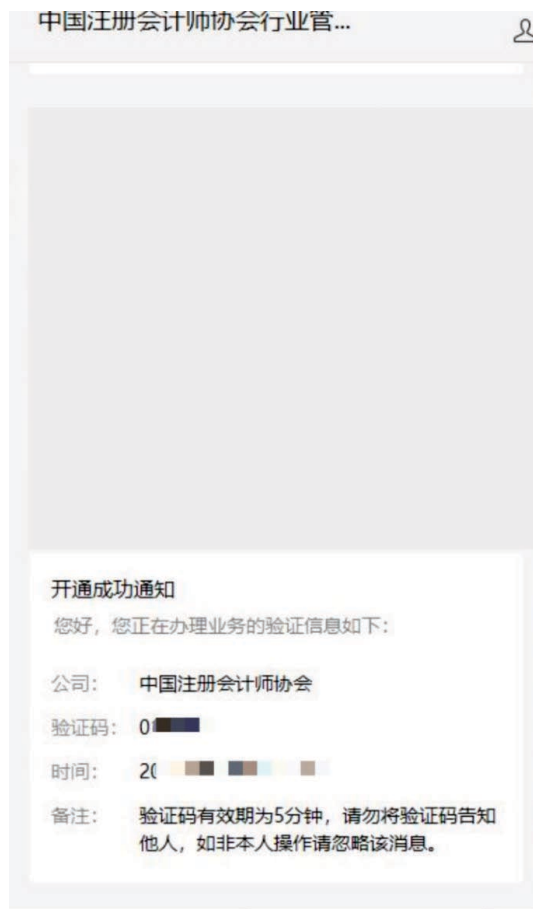 中国注册会计师协会行业管...
开通成功通知
您好，您正在办理业务的验证信息如下：
公司： 中国注册会计师协会
验证码： 0
时间： 20
备注： 验证码有效期为5分钟，请勿将验证码告知
他人，如非本人操作请忽略该消息。